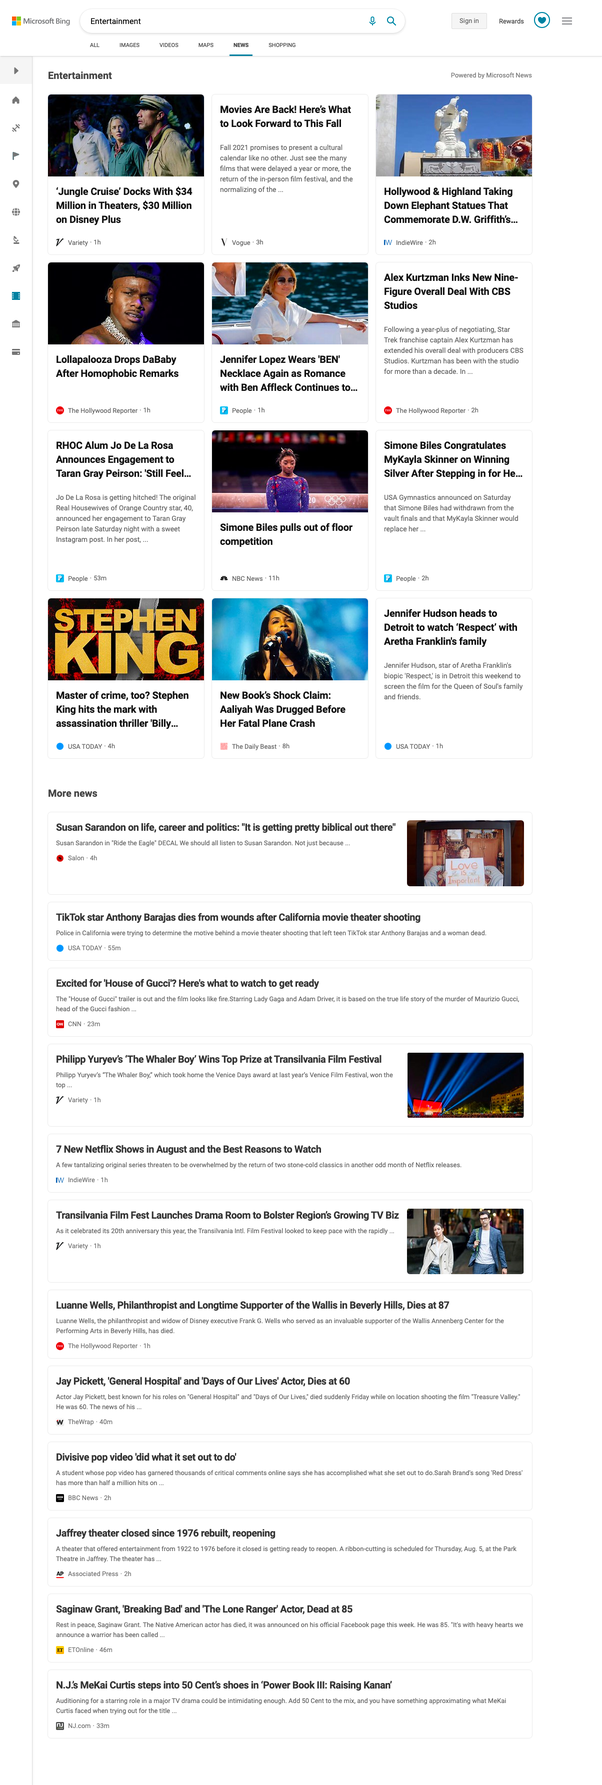 Microsoft Bing
Entertainment
Sign in
Rewards
ALL
IMAGES
VIDEOS
MAPS
NEWS
SHOPPING
Entertainment
Powered by Microsoft News
'Jungle Cruise' Docks With $34
Million in Theaters, $30 Million
on Disney Plus
Variety · 1h
Movies Are Back! Here's What
to Look Forward to This Fall
Fall 2021 promises to present a cultural
calendar like no other. Just see the many
films that were delayed a year or more, the
return of the in-person film festival, and the
normalizing of the ...
Vogue · 3h
Hollywood & Highland Taking
Down Elephant Statues That
Commemorate D.W. Griffith's...
IndieWire · 2h
Lollapalooza Drops DaBaby
After Homophobic Remarks
The Hollywood Reporter · 1h
Jennifer Lopez Wears 'BEN'
Necklace Again as Romance
with Ben Affleck Continues to...
People · 1h
Alex Kurtzman Inks New Nine-
Figure Overall Deal With CBS
Studios
Following a year-plus of negotiating, Star
Trek franchise captain Alex Kurtzman has
extended his overall deal with producers CBS
Studios. Kurtzman has been with the studio
for more than a decade. In ...
The Hollywood Reporter · 2h
RHOC Alum Jo De La Rosa
Announces Engagement to
Taran Gray Peirson: 'Still Feel...
Jo De La Rosa is getting hitched! The original
Real Housewives of Orange Country star, 40,
announced her engagement to Taran Gray
Peirson late Saturday night with a sweet
Instagram post. In her post, ...
People · 53m
Simone Biles pulls out of floor
competition
NBC News · 11h
Simone Biles Congratulates
MyKayla Skinner on Winning
Silver After Stepping in for He...
USA Gymnastics announced on Saturday
that Simone Biles had withdrawn from the
vault finals and that MyKayla Skinner would
replace her ...
People · 2h
STEPHEN
KING
Master of crime, too? Stephen
King hits the mark with
assassination thriller 'Billy...
USA TODAY · 4h
New Book's Shock Claim:
Aaliyah Was Drugged Before
Her Fatal Plane Crash
The Daily Beast · 8h
Jennifer Hudson heads to
Detroit to watch 'Respect' with
Aretha Franklin's family
Jennifer Hudson, star of Aretha Franklin's
biopic 'Respect,' is in Detroit this weekend to
screen the film for the Queen of Soul's family
and friends.
USA TODAY · 1h
More news
Susan Sarandon on life, career and politics: "It is getting pretty biblical out there"
Susan Sarandon in "Ride the Eagle" DECAL We should all listen to Susan Sarandon. Not just because ...
Salon · 4h
Love
is
Important
TikTok star Anthony Barajas dies from wounds after California movie theater shooting
Police in California were trying to determine the motive behind a movie theater shooting that left teen TikTok star Anthony Barajas and a woman dead.
USA TODAY · 55m
Excited for 'House of Gucci'? Here's what to watch to get ready
The "House of Gucci" trailer is out and the film looks like fire.Starring Lady Gaga and Adam Driver, it is based on the true life story of the murder of Maurizio Gucci,
head of the Gucci fashion ...
CNN · 23m
Philipp Yuryev's 'The Whaler Boy' Wins Top Prize at Transilvania Film Festival
Philipp Yuryev's "The Whaler Boy," which took home the Venice Days award at last year's Venice Film Festival, won the
top ...
Variety · 1h
7 New Netflix Shows in August and the Best Reasons to Watch
A few tantalizing original series threaten to be overwhelmed by the return of two stone-cold classics in another odd month of Netflix releases.
IndieWire · 1h
Transilvania Film Fest Launches Drama Room to Bolster Region's Growing TV Biz
As it celebrated its 20th anniversary this year, the Transilvania Intl. Film Festival looked to keep pace with the rapidly ...
Variety · 1h
Luanne Wells, Philanthropist and Longtime Supporter of the Wallis in Beverly Hills, Dies at 87
Luanne Wells, the philanthropist and widow of Disney executive Frank G. Wells who served as an invaluable supporter of the Wallis Annenberg Center for the
Performing Arts in Beverly Hills, has died.
The Hollywood Reporter · 1h
Jay Pickett, 'General Hospital' and 'Days of Our Lives' Actor, Dies at 60
Actor Jay Pickett, best known for his roles on "General Hospital" and "Days of Our Lives," died suddenly Friday while on location shooting the film "Treasure Valley."
He was 60. The news of his ...
TheWrap · 40m
Divisive pop video 'did what it set out to do'
A student whose pop video has garnered thousands of critical comments online says she has accomplished what she set out to do.Sarah Brand's song 'Red Dress'
has more than half a million hits on ...
BBC News · 2h
Jaffrey theater closed since 1976 rebuilt, reopening
A theater that offered entertainment from 1922 to 1976 before it closed is getting ready to reopen. A ribbon-cutting is scheduled for Thursday, Aug. 5, at the Park
Theatre in Jaffrey. The theater has ...
Associated Press · 2h
Saginaw Grant, 'Breaking Bad' and 'The Lone Ranger' Actor, Dead at 85
Rest in peace, Saginaw Grant. The Native American actor has died, it was announced on his official Facebook page this week. He was 85. "It's with heavy hearts we
announce a warrior has been called ...
ETOnline · 46m
N.J.'s MeKai Curtis steps into 50 Cent's shoes in 'Power Book III: Raising Kanan'
Auditioning for a starring role in a major TV drama could be intimidating enough. Add 50 Cent to the mix, and you have something approximating what MeKai
Curtis faced when trying out for the title ...
NJ.com · 33m